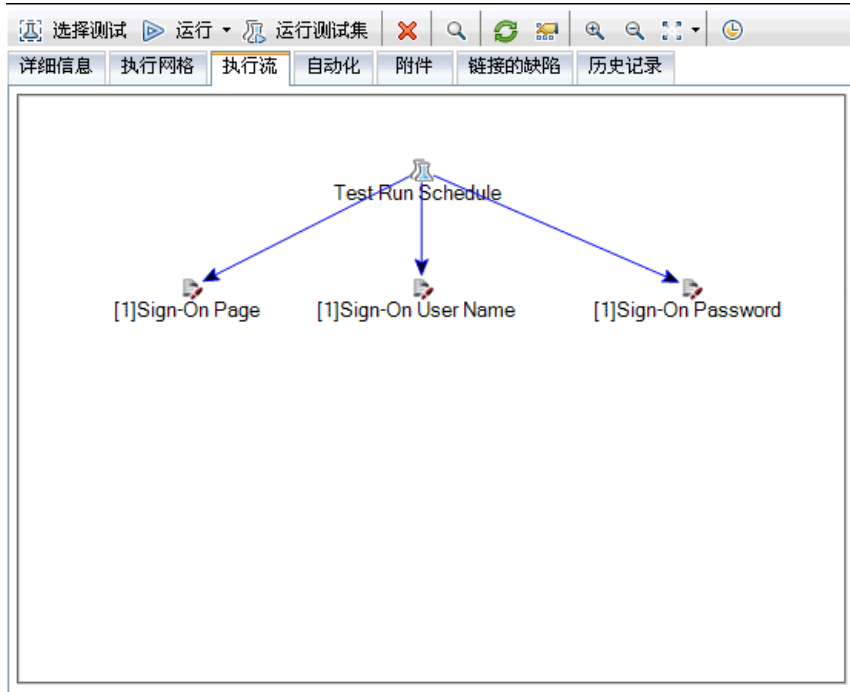 选择测试 运行 运行测试集
详细信息 执行网格 执行流 自动化 附件 链接的缺陷 历史记录
Test Run Schedule
[1]Sign-On Page [1]Sign-On User Name [1]Sign-On Password